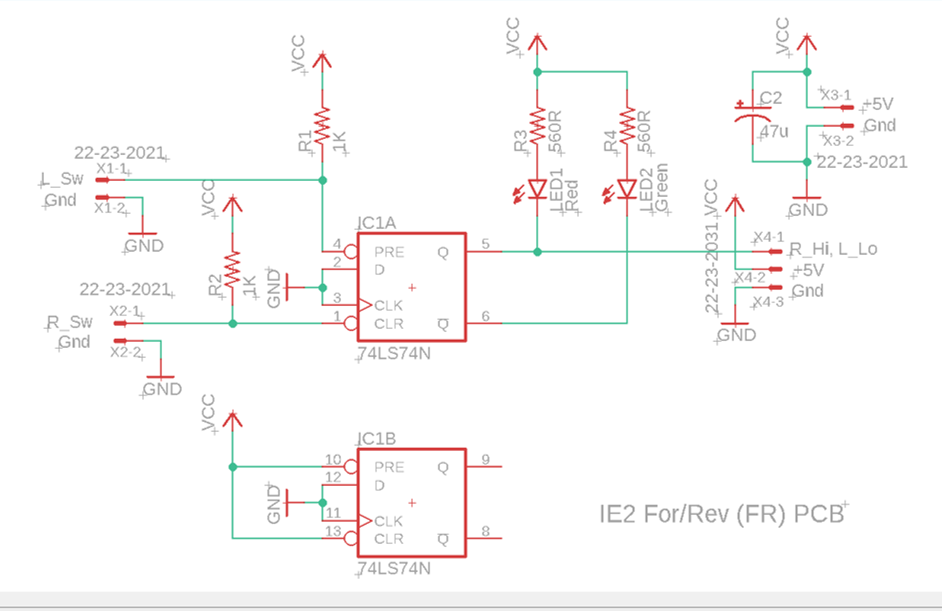 VCC
R1
1K
22-23-2021
X1-1
L_Sw
Gnd
X1-2
GND
VCC
R2
1K
22-23-2021
X2-1
R_Sw
Gnd
X2-2
GND
IC1A
4 PRE Q 5
2 D
3 CLK
1 CLR Q 6
GND
74LS74N
VCC
R3
560R
R4
560R
LED1
Red
LED2
Green
VCC
C2
47u
X3-1
+5V
Gnd
X3-2
22-23-2021
GND
VCC
22-23-2031
X4-1
R_Hi, L_Lo
+5V
X4-2
Gnd
X4-3
GND
VCC
IC1B
10 PRE Q 9
12 D
11 CLK
13 CLR Q 8
GND
74LS74N
IE2 For/Rev (FR) PCB